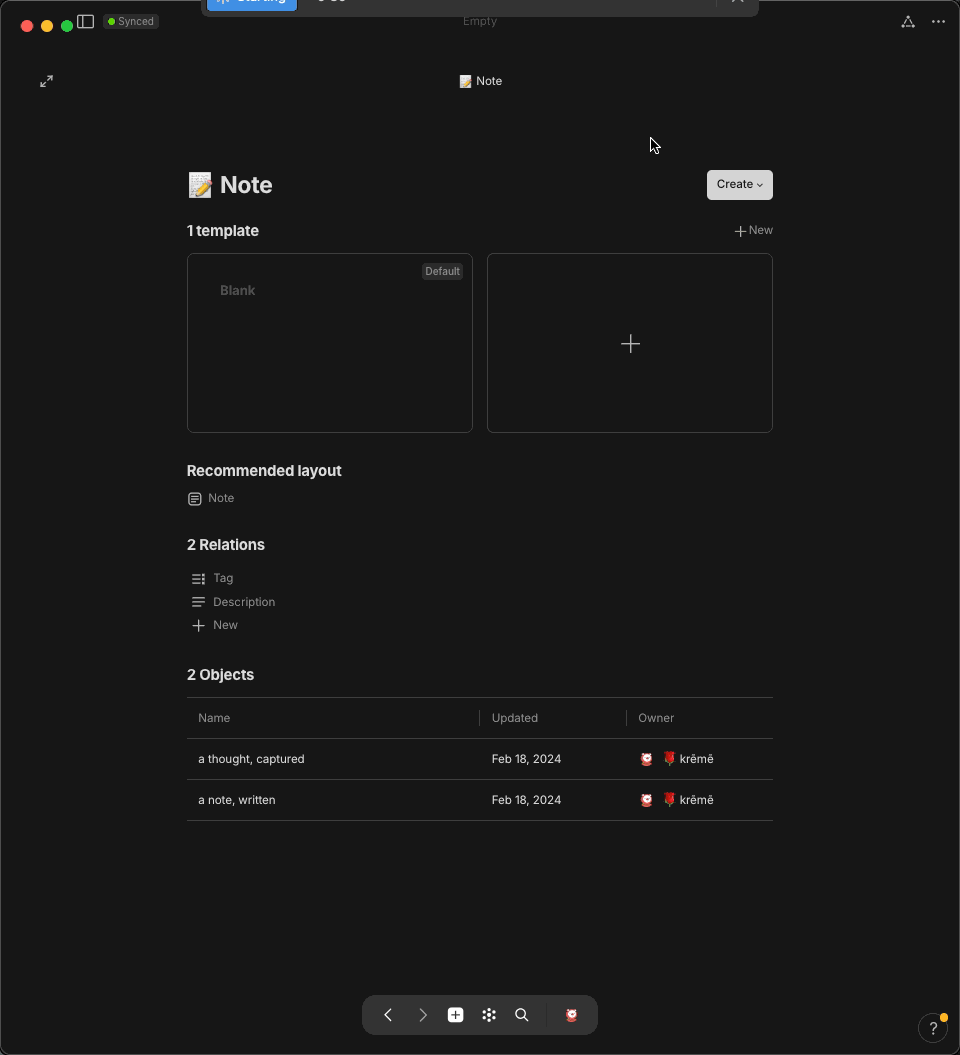 Synced
Empty
Note
Note
Create
1 template
New
Default
Blank
Recommended layout
Note
2 Relations
Tag
Description
New
2 Objects
Name Updated Owner
a thought, captured Feb 18, 2024 krēmē
a note, written Feb 18, 2024 krēmē
?